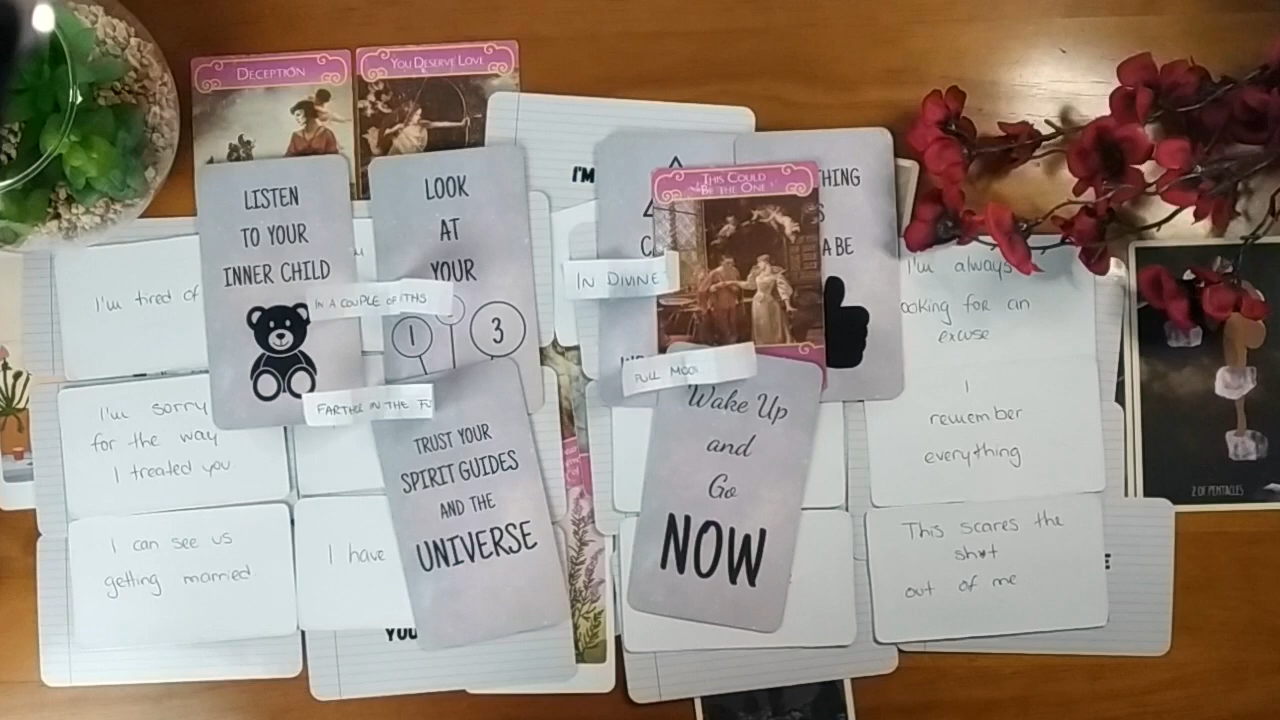 DECEPTION
YOU DESERVE LOVE
I'M
THIS COULD
"BE THE ONE"
THING
A BE
LISTEN
TO YOUR
INNER CHILD
LOOK
AT
YOUR
1
3
IN A COUPLE OF
THS
IN DIVINE
FULL
FARTHER IN THE
I'm tired of
I'm sorry
for the way
I treated you
I can see us
getting married
I have
YOU
TRUST YOUR
SPIRIT GUIDES
AND THE
UNIVERSE
Wake Up
and
Go
NOW
I'm always
looking for an
excuse
I
remember
everything
This scares the
sh*t
out of me
E
2 OF PENTACLES